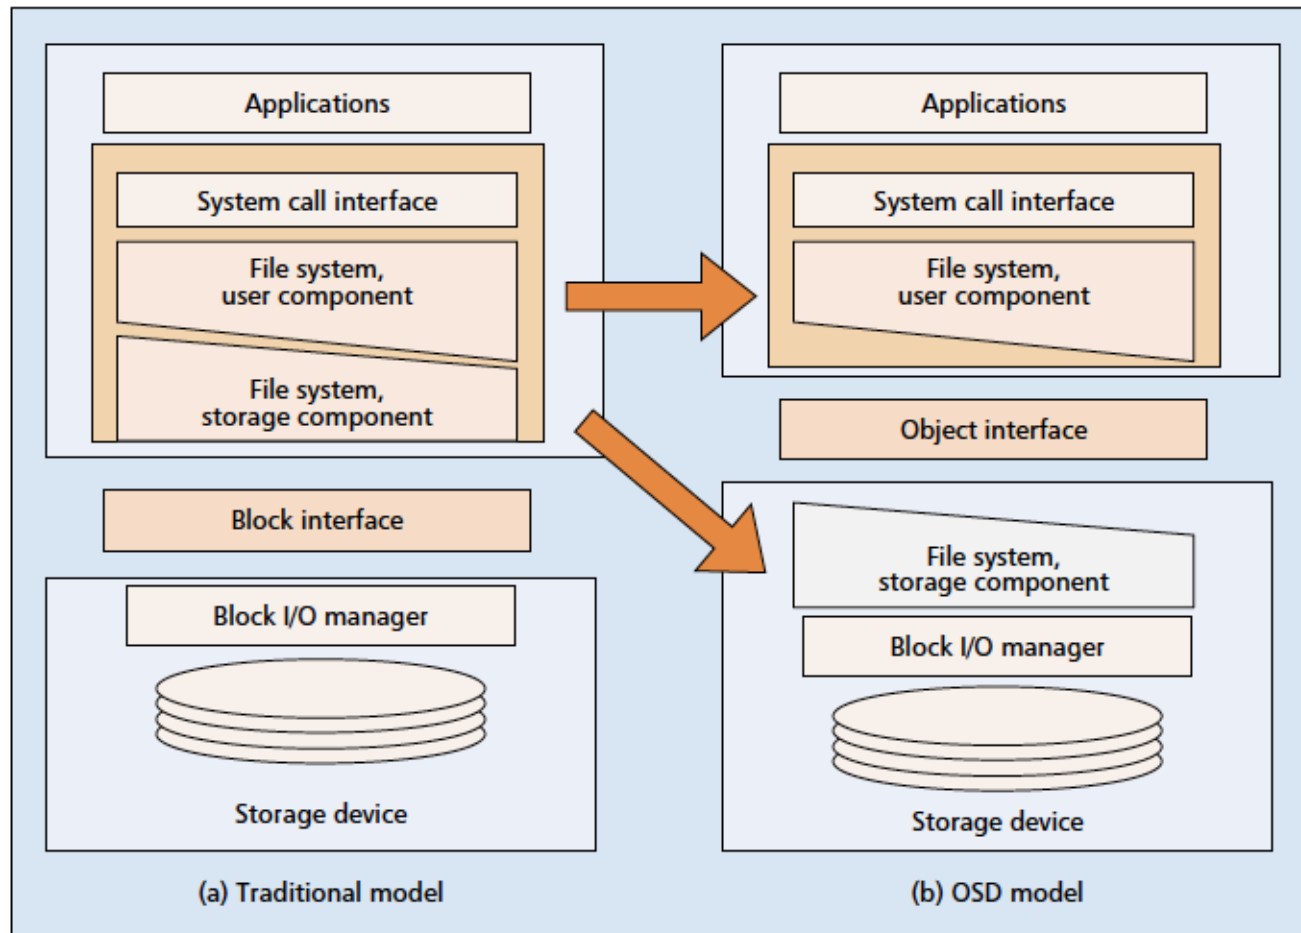 Applications
System call interface
File system,
user component
File system,
storage component
Block interface
Block I/O manager
Storage device
(a) Traditional model
Applications
System call interface
File system,
user component
Object interface
File system,
storage component
Block I/O manager
Storage device
(b) OSD model